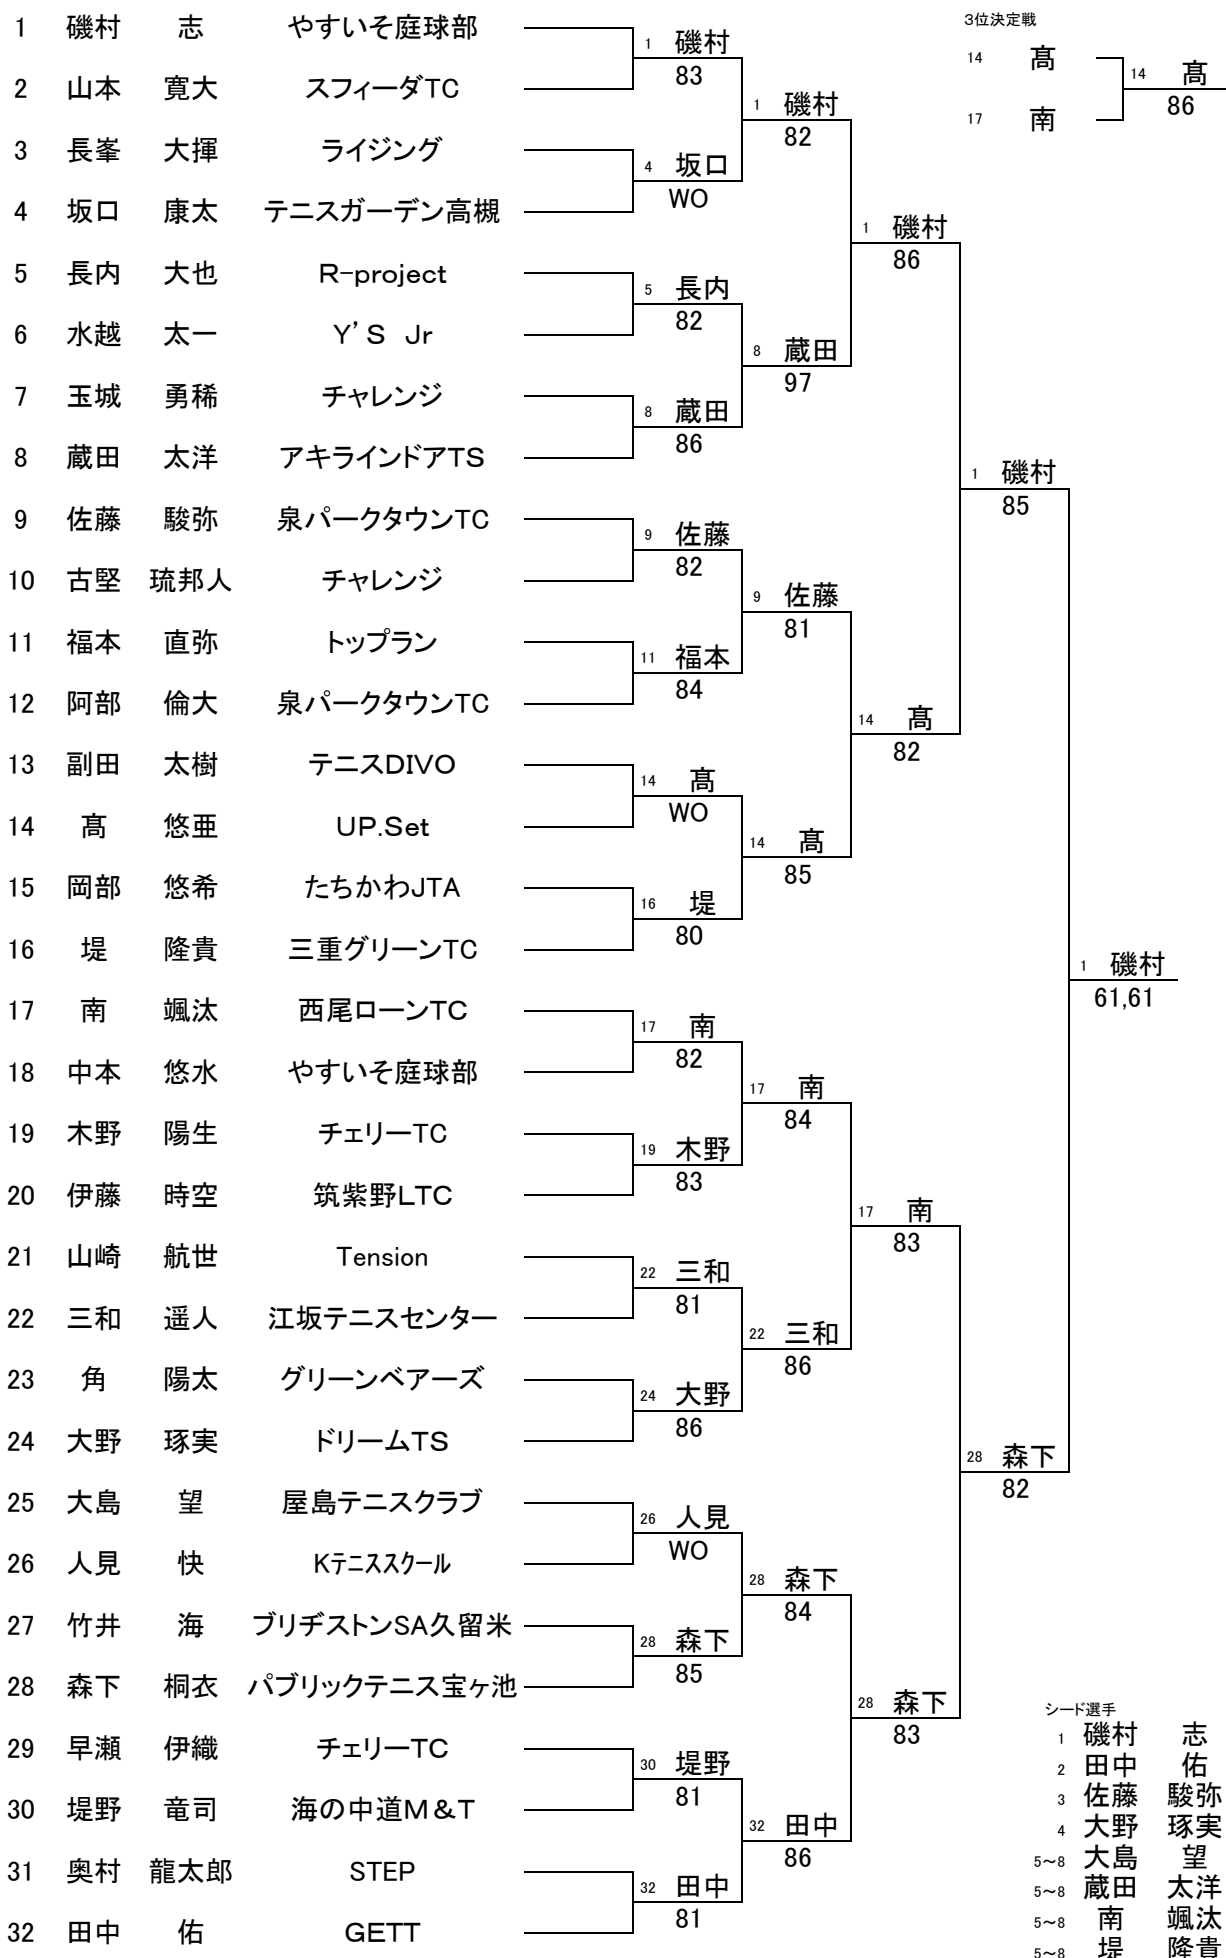 1 磯村 志 やすいそ庭球部
2 山本 寛大 スフィーダTC
3 長峯 大揮 ライジング
4 坂口 康太 テニスガーデン高槻
5 長内 大也 R-project
6 水越 太一 Y'S Jr
7 玉城 勇稀 チャレンジ
8 蔵田 太洋 アキラインドアTS
9 佐藤 駿弥 泉パークタウンTC
10 古堅 琉邦人 チャレンジ
11 福本 直弥 トップラン
12 阿部 倫大 泉パークタウンTC
13 副田 太樹 テニスDIVO
14 髙 悠亜 UP.Set
15 岡部 悠希 たちかわJTA
16 堤 隆貴 三重グリーンTC
17 南 颯汰 西尾ローンTC
18 中本 悠水 やすいそ庭球部
19 木野 陽生 チェリーTC
20 伊藤 時空 筑紫野LTC
21 山崎 航世 Tension
22 三和 遥人 江坂テニスセンター
23 角 陽太 グリーンベアーズ
24 大野 琢実 ドリームTS
25 大島 望 屋島テニスクラブ
26 人見 快 Kテニススクール
27 竹井 海 ブリヂストンSA久留米
28 森下 桐衣 パブリックテニス宝ヶ池
29 早瀬 伊織 チェリーTC
30 堤野 竜司 海の中道M&T
31 奥村 龍太郎 STEP
32 田中 佑 GETT
1 磯村
83
4 坂口
WO
5 長内
82
8 蔵田
86
9 佐藤
82
11 福本
84
14 髙
WO
16 堤
80
17 南
82
19 木野
83
22 三和
81
24 大野
86
26 人見
WO
28 森下
85
30 堤野
81
32 田中
81
1 磯村
82
8 蔵田
97
9 佐藤
81
14 髙
85
17 南
84
22 三和
86
28 森下
84
32 田中
86
1 磯村
86
14 髙
82
17 南
83
28 森下
83
1 磯村
85
28 森下
82
1 磯村
61,61
3位決定戦
14 髙
17 南
14 髙
86
シード選手
1 磯村 志
2 田中 佑
3 佐藤 駿弥
4 大野 琢実
5~8 大島 望
5~8 蔵田 太洋
5~8 南 颯汰
5~8 堤 隆貴